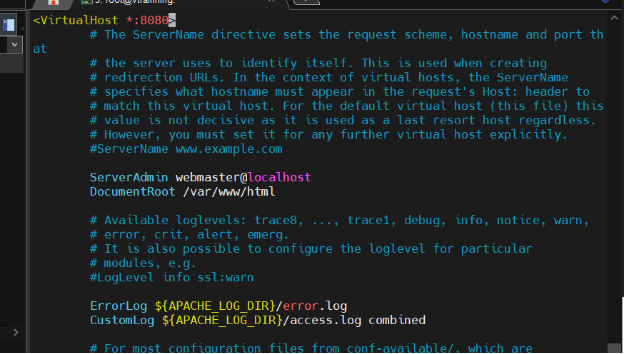 5. root@vtraining:
<VirtualHost *:8080>
# The ServerName directive sets the request scheme, hostname and port th
at
# the server uses to identify itself. This is used when creating
# redirection URLs. In the context of virtual hosts, the ServerName
# specifies what hostname must appear in the request's Host: header to
# match this virtual host. For the default virtual host (this file) this
# value is not decisive as it is used as a last resort host regardless.
# However, you must set it for any further virtual host explicitly.
#ServerName www.example.com
ServerAdmin webmaster@localhost
DocumentRoot /var/www/html
# Available loglevels: trace8, ..., trace1, debug, info, notice, warn,
# error, crit, alert, emerg.
# It is also possible to configure the loglevel for particular
# modules, e.g.
#LogLevel info ssl:warn
ErrorLog ${APACHE_LOG_DIR}/error.log
CustomLog ${APACHE_LOG_DIR}/access.log combined
# For most configuration files from conf-available/, which are